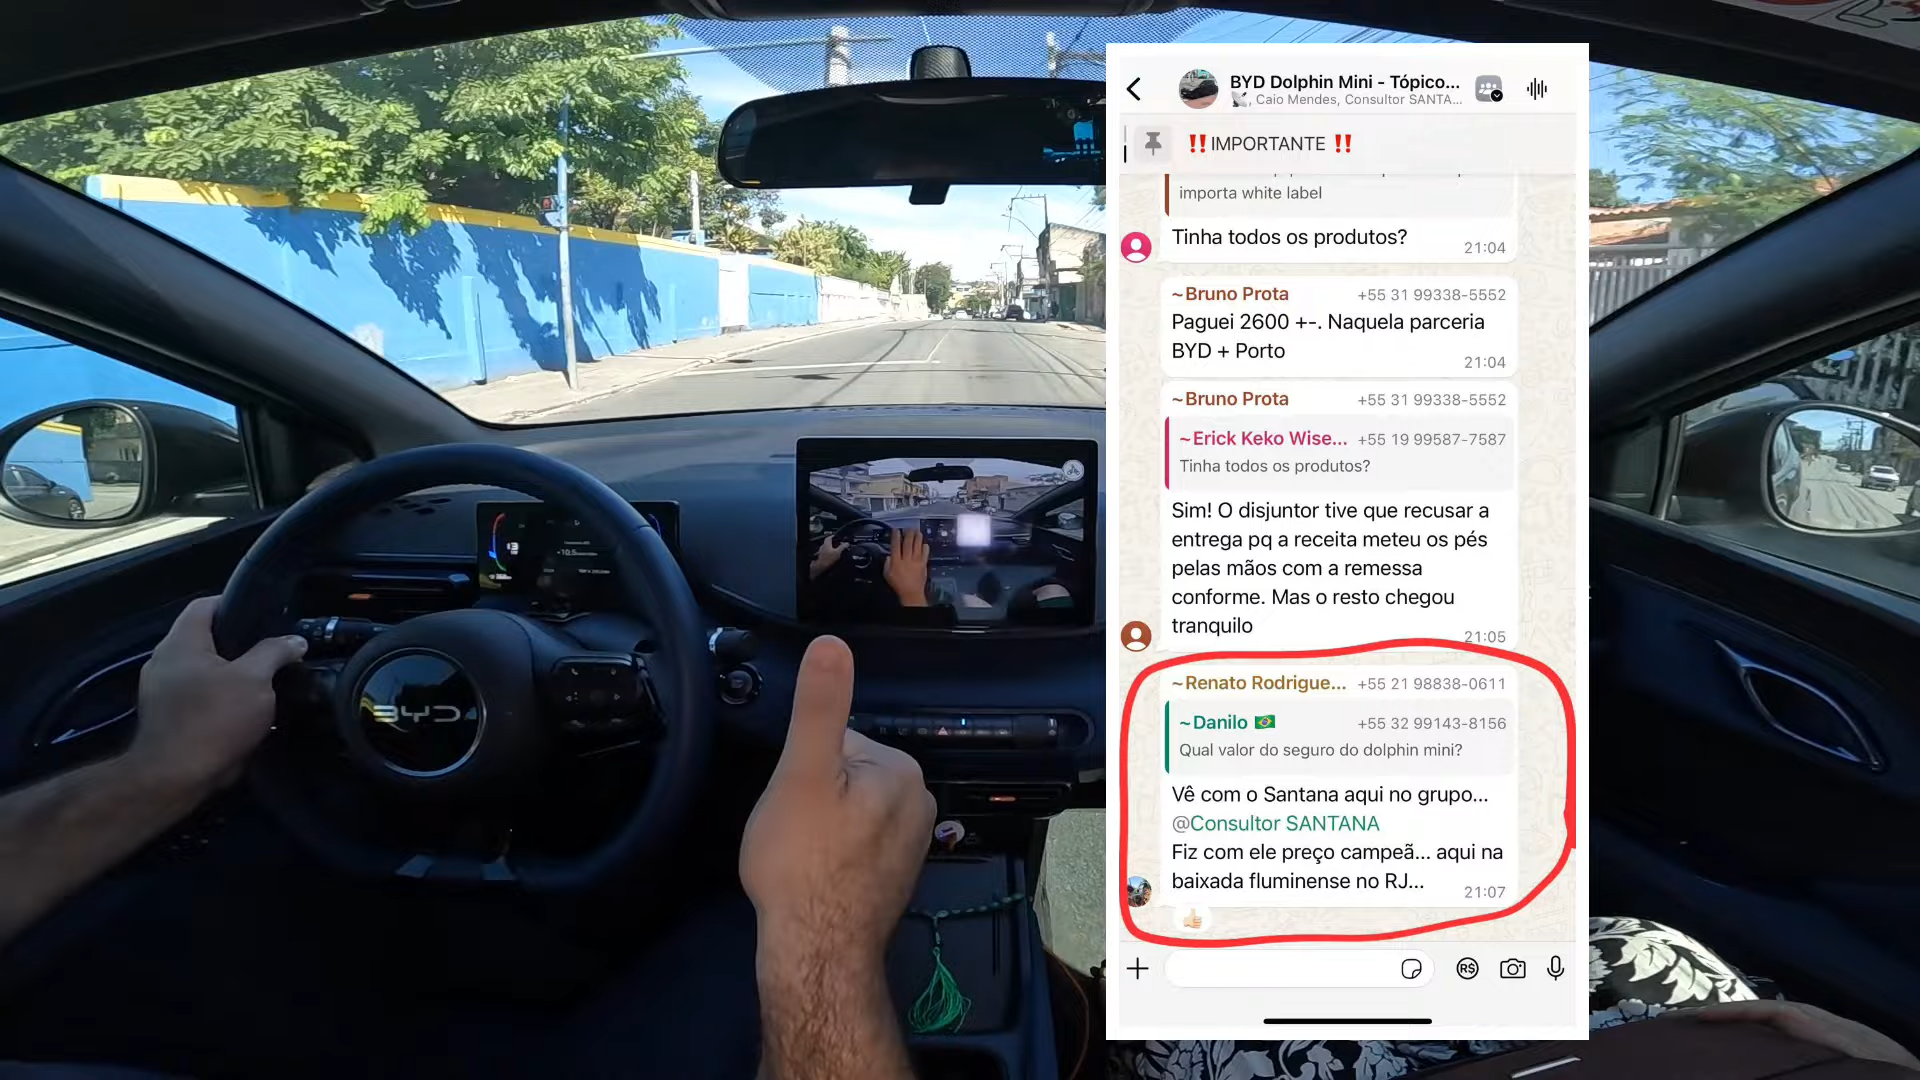 BYD Dolphin Mini - Tópico...
, Caio Mendes, Consultor SANTA...
‼️IMPORTANTE ‼️
importa white label
Tinha todos os produtos?
21:04
~Bruno Prota +55 31 99338-5552
Paguei 2600 +-. Naquela parceria
BYD + Porto
21:04
~Bruno Prota +55 31 99338-5552
~Erick Keko Wise... +55 19 99587-7587
Tinha todos os produtos?
Sim! O disjuntor tive que recusar a
entrega pq a receita meteu os pés
pelas mãos com a remessa
conforme. Mas o resto chegou
tranquilo
21:05
~Renato Rodrigue... +55 21 98838-0611
~Danilo 🇧🇷 +55 32 99143-8156
Qual valor do seguro do dolphin mini?
Vê com o Santana aqui no grupo...
@Consultor SANTANA
Fiz com ele preço campeã... aqui na
baixada fluminense no RJ...
21:07
R$
BYD